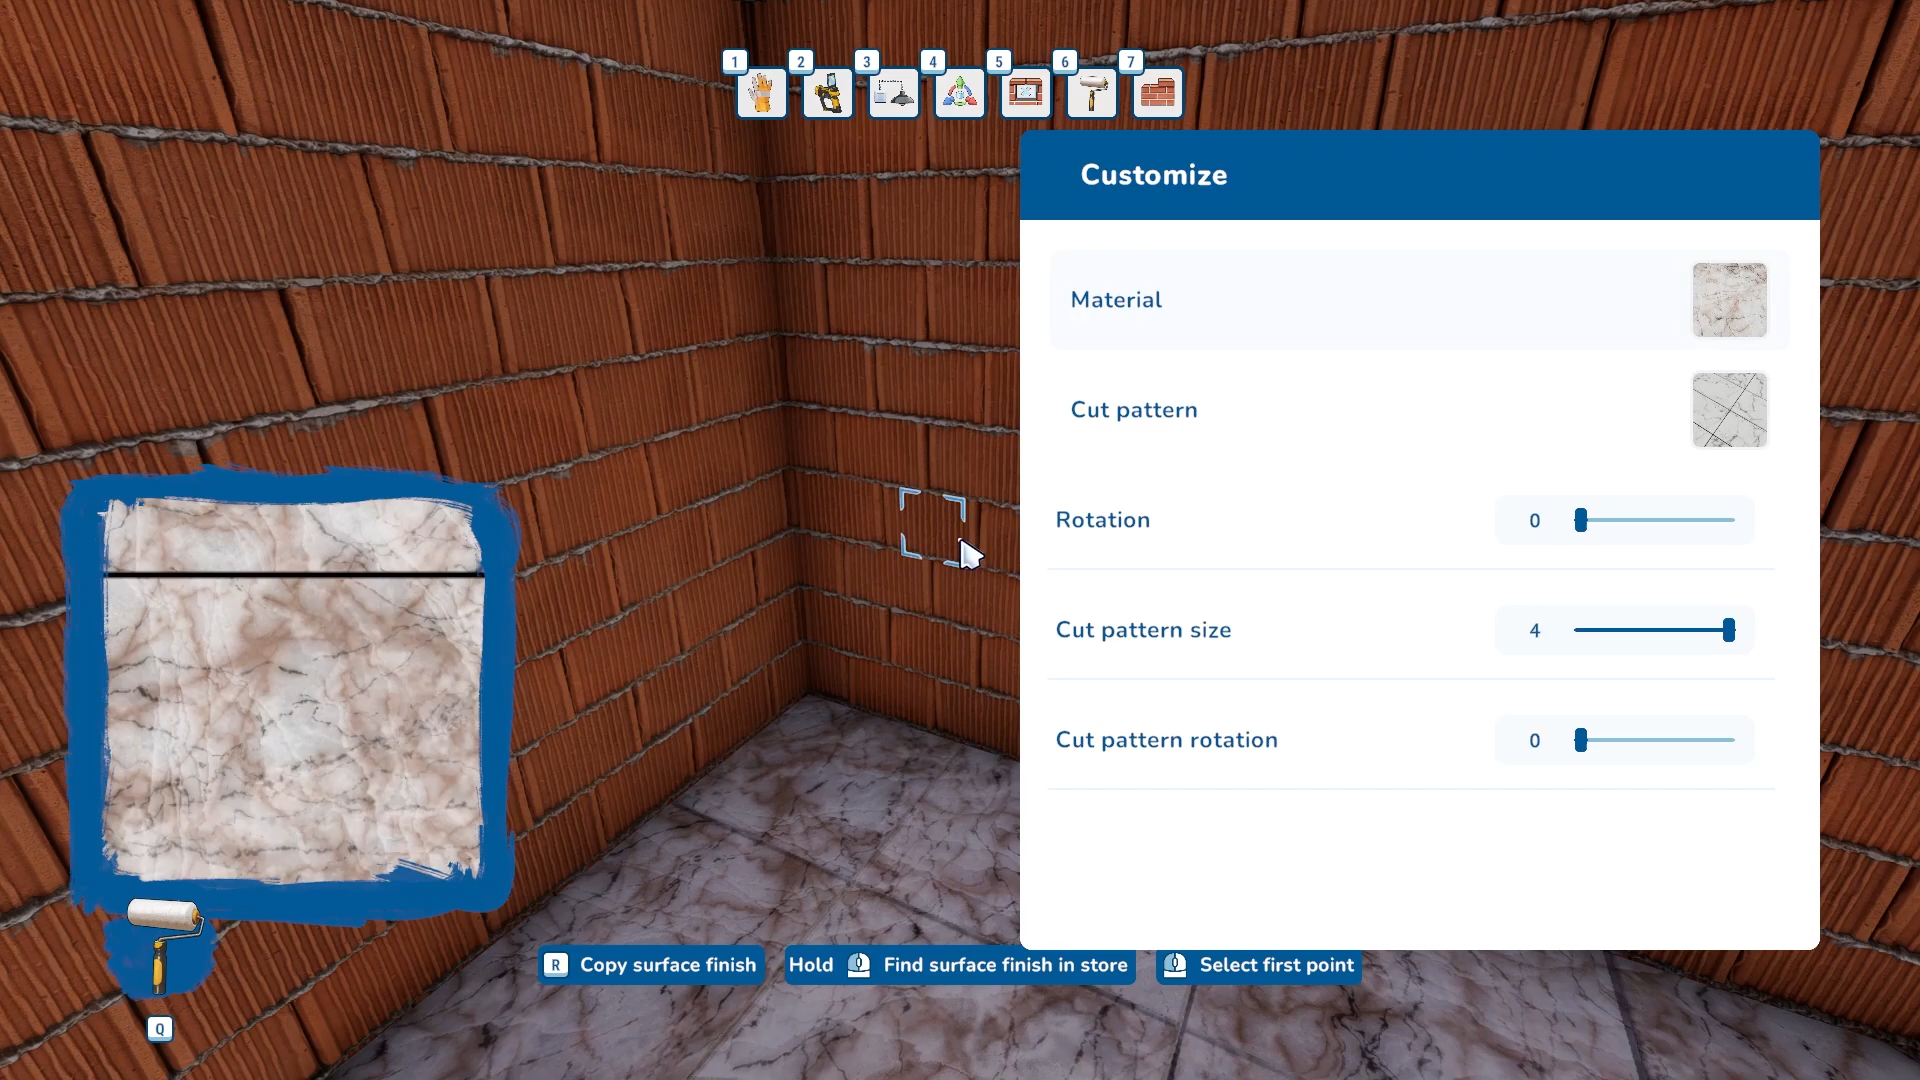 1 2 3 4 5 6 7
Customize
Material
Cut pattern
Rotation 0
Cut pattern size 4
Cut pattern rotation 0
R Copy surface finish Hold Find surface finish in store Select first point
Q